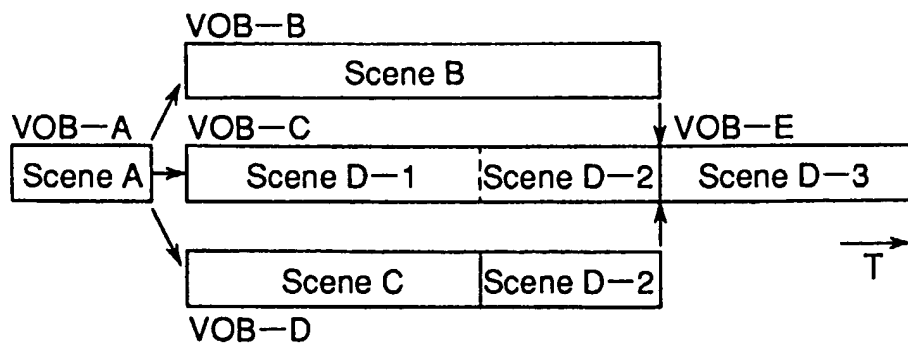 VOB—B
Scene B
VOB—A
VOB—C
VOB—E
Scene A
Scene D—1
Scene D—2
Scene D—3
Scene C
Scene D—2
T
VOB—D